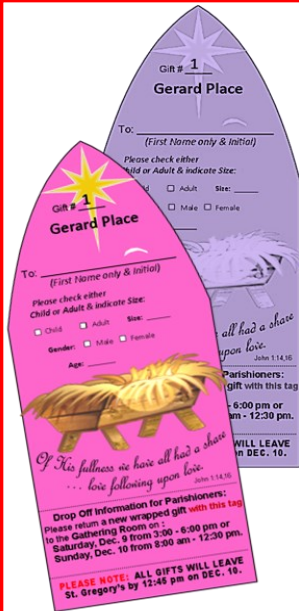 Gift # 1
Gerard Place
To:
(First Name only & Initial)
Please check either
Child or Adult & indicate Size:
Child Adult Size:
Gender: Male Female
Age:
Of His fullness we have all had a share
... love following upon love.
John 1:14,16
Drop Off Information for Parishioners:
Please return a new wrapped gift with this tag
to the Gathering Room :
Saturday, Dec. 9 from 3:00 - 6:00 pm or
Sunday, Dec. 10 from 8:00 am - 12:30 pm.
PLEASE NOTE: ALL GIFTS WILL LEAVE
St. Gregory's by 12:45 pm on DEC. 10.
Gift # 1
Gerard Place
To:
(First Name only & Initial)
Please check either
Child or Adult & indicate Size:
Adult Size:
Male Female
all had a share
upon love.
John 1:14,16
Parishioners:
gift with this tag
- 6:00 pm or
am - 12:30 pm.
WILL LEAVE
on DEC. 10.